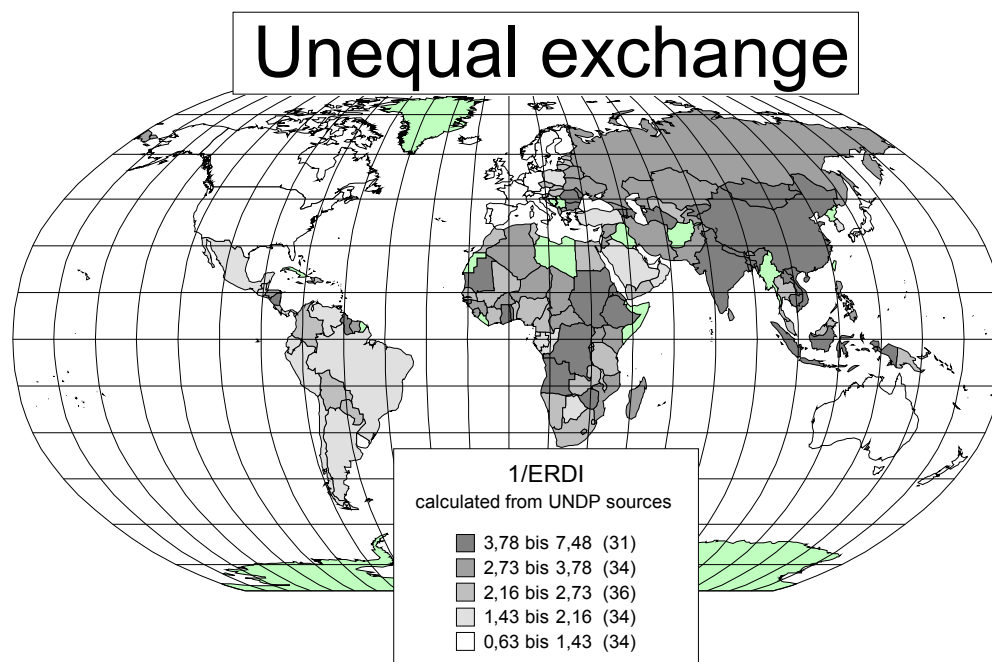 Unequal exchange
1/ERDI
calculated from UNDP sources
3,78 bis 7,48 (31)
2,73 bis 3,78 (34)
2,16 bis 2,73 (36)
1,43 bis 2,16 (34)
0,63 bis 1,43 (34)